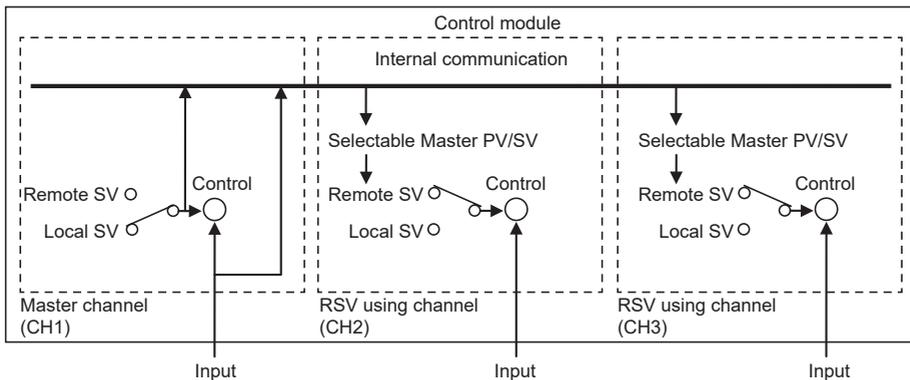 Control module
Internal communication
Selectable Master PV/SV
Selectable Master PV/SV
Remote SV
Control
Remote SV
Control
Remote SV
Control
Local SV
Local SV
Local SV
Master channel
(CH1)
RSV using channel
(CH2)
RSV using channel
(CH3)
Input
Input
Input